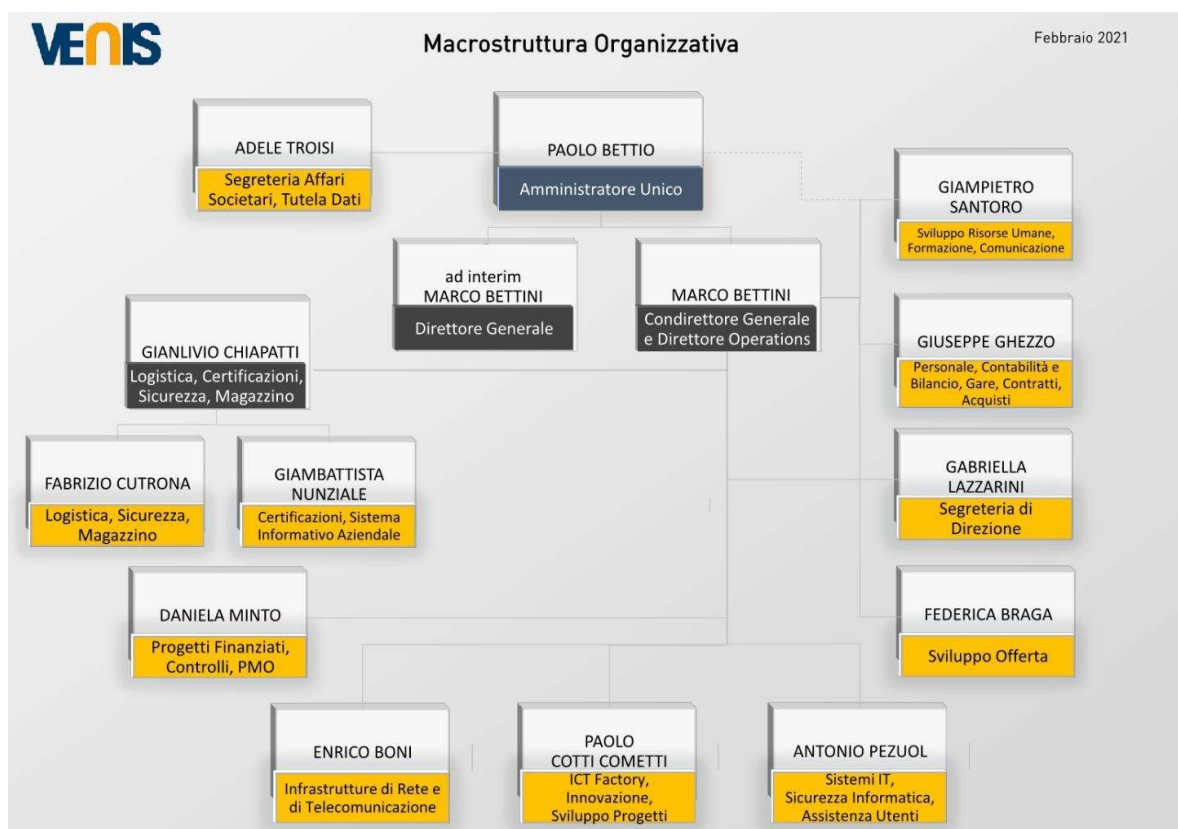 VENIS
Macrostruttura Organizzativa
Febbraio 2021
ADELE TROISI
Segreteria Affari
Societari, Tutela Dati
PAOLO BETTIO
Amministratore Unico
GIAMPIETRO
SANTORO
Sviluppo Risorse Umane,
Formazione, Comunicazione
ad interim
MARCO BETTINI
Direttore Generale
MARCO BETTINI
Condirettore Generale
e Direttore Operations
GIANLIVIO CHIAPATTI
Logistica, Certificazioni,
Sicurezza, Magazzino
GIUSEPPE GHEZZO
Personale, Contabilità e
Bilancio, Gare, Contratti,
Acquisti
FABRIZIO CUTRONA
Logistica, Sicurezza,
Magazzino
GIAMBATTISTA
NUNZIALE
Certificazioni, Sistema
Informativo Aziendale
GABRIELLA
LAZZARINI
Segreteria di
Direzione
DANIELA MINTO
Progetti Finanziati,
Controlli, PMO
FEDERICA BRAGA
Sviluppo Offerta
ENRICO BONI
Infrastrutture di Rete e
di Telecomunicazione
PAOLO
COTTI COMETTI
ICT Factory,
Innovazione,
Sviluppo Progetti
ANTONIO PEZUOL
Sistemi IT,
Sicurezza Informatica,
Assistenza Utenti